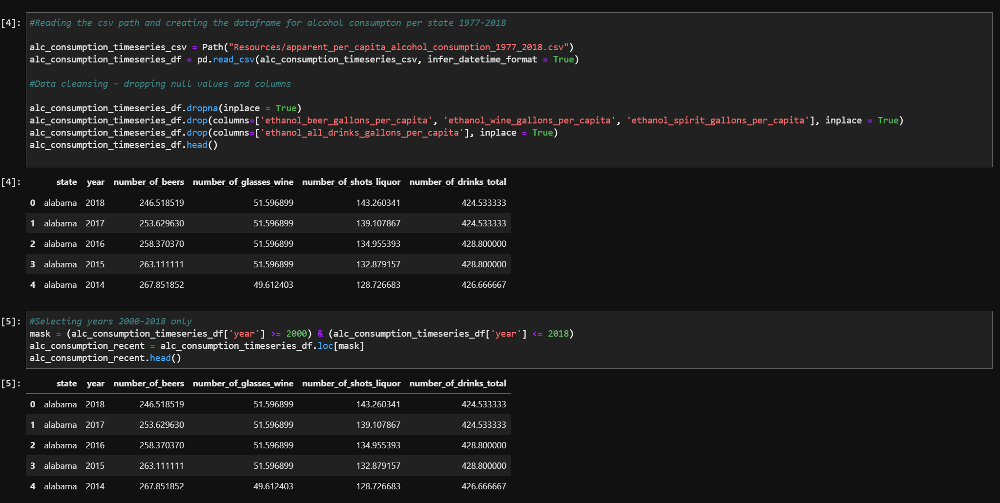 [4]: #Reading the csv path and creating the dataframe for alcohol consumpton per state 1977-2018
alc_consumption_timeseries_csv = Path("Resources/apparent_per_capita_alcohol_consumption_1977_2018.csv")
alc_consumption_timeseries_df = pd.read_csv(alc_consumption_timeseries_csv, infer_datetime_format = True)
#Data cleansing - dropping null values and columns
alc_consumption_timeseries_df.dropna(inplace = True)
alc_consumption_timeseries_df.drop(columns=['ethanol_beer_gallons_per_capita', 'ethanol_wine_gallons_per_capita', 'ethanol_spirit_gallons_per_capita'], inplace = True)
alc_consumption_timeseries_df.drop(columns=['ethanol_all_drinks_gallons_per_capita'], inplace = True)
alc_consumption_timeseries_df.head()
[4]: state year number_of_beers number_of_glasses_wine number_of_shots_liquor number_of_drinks_total
0 alabama 2018 246.518519 51.596899 143.260341 424.533333
1 alabama 2017 253.629630 51.596899 139.107867 424.533333
2 alabama 2016 258.370370 51.596899 134.955393 428.800000
3 alabama 2015 263.111111 51.596899 132.879157 428.800000
4 alabama 2014 267.851852 49.612403 128.726683 426.666667
[5]: #Selecting years 2000-2018 only
mask = (alc_consumption_timeseries_df['year'] >= 2000) & (alc_consumption_timeseries_df['year'] <= 2018)
alc_consumption_recent = alc_consumption_timeseries_df.loc[mask]
alc_consumption_recent.head()
[5]: state year number_of_beers number_of_glasses_wine number_of_shots_liquor number_of_drinks_total
0 alabama 2018 246.518519 51.596899 143.260341 424.533333
1 alabama 2017 253.629630 51.596899 139.107867 424.533333
2 alabama 2016 258.370370 51.596899 134.955393 428.800000
3 alabama 2015 263.111111 51.596899 132.879157 428.800000
4 alabama 2014 267.851852 49.612403 128.726683 426.666667